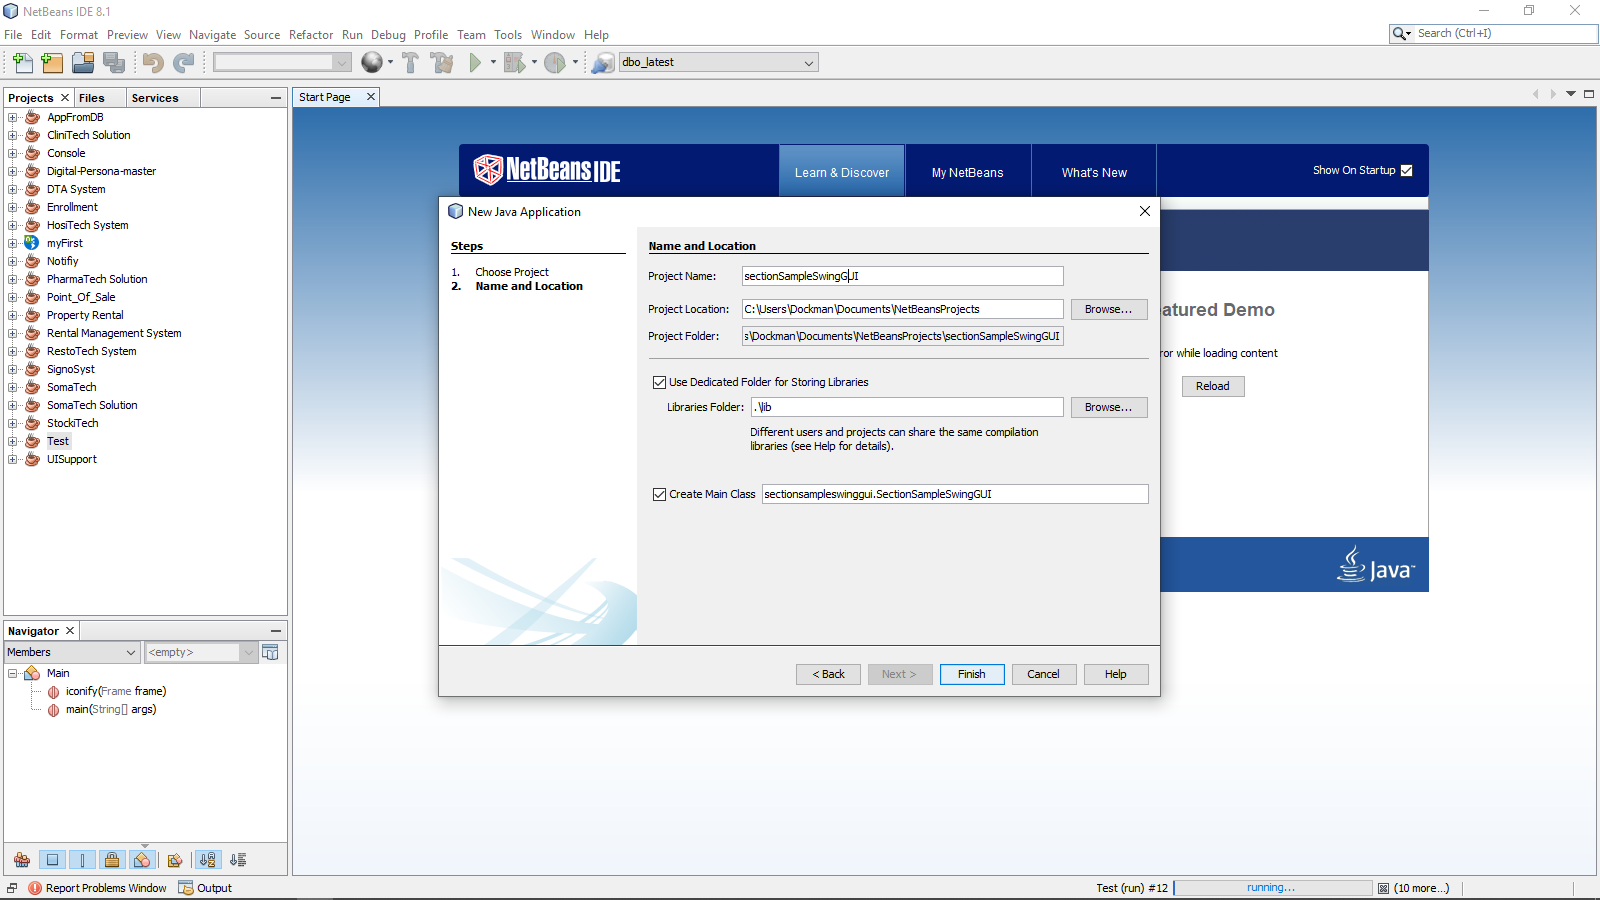 NetBeans IDE 8.1
File Edit Format Preview View Navigate Source Refactor Run Debug Profile Team Tools Window Help
Search (Ctrl+I)
dbo_latest
Projects Files Services
Start Page
AppFromDB
CliniTech Solution
Console
Digital-Persona-master
DTA System
Enrollment
HosiTech System
myFirst
Notifiy
PharmaTech Solution
Point_Of_Sale
Property Rental
Rental Management System
RestoTech System
SignoSyst
SomaTech
SomaTech Solution
StockiTech
Test
UISupport
NetBeans IDE
Learn & Discover
My NetBeans
What's New
Show On Startup
New Java Application
Steps
1. Choose Project
2. Name and Location
Name and Location
Project Name: sectionSampleSwingGUI
Project Location: C:\Users\Dockman\Documents\NetBeansProjects Browse...
Project Folder: s\Dockman\Documents\NetBeansProjects\sectionSampleSwingGUI
Use Dedicated Folder for Storing Libraries
Libraries Folder: .\lib Browse...
Different users and projects can share the same compilation
libraries (see Help for details).
Create Main Class sectionsampleswinggui.SectionSampleSwingGUI
< Back Next > Finish Cancel Help
atured Demo
ror while loading content
Reload
Java
Navigator
Members <empty>
Main
iconify(Frame frame)
main(String[] args)
Report Problems Window Output
Test (run) #12 running... (10 more...)